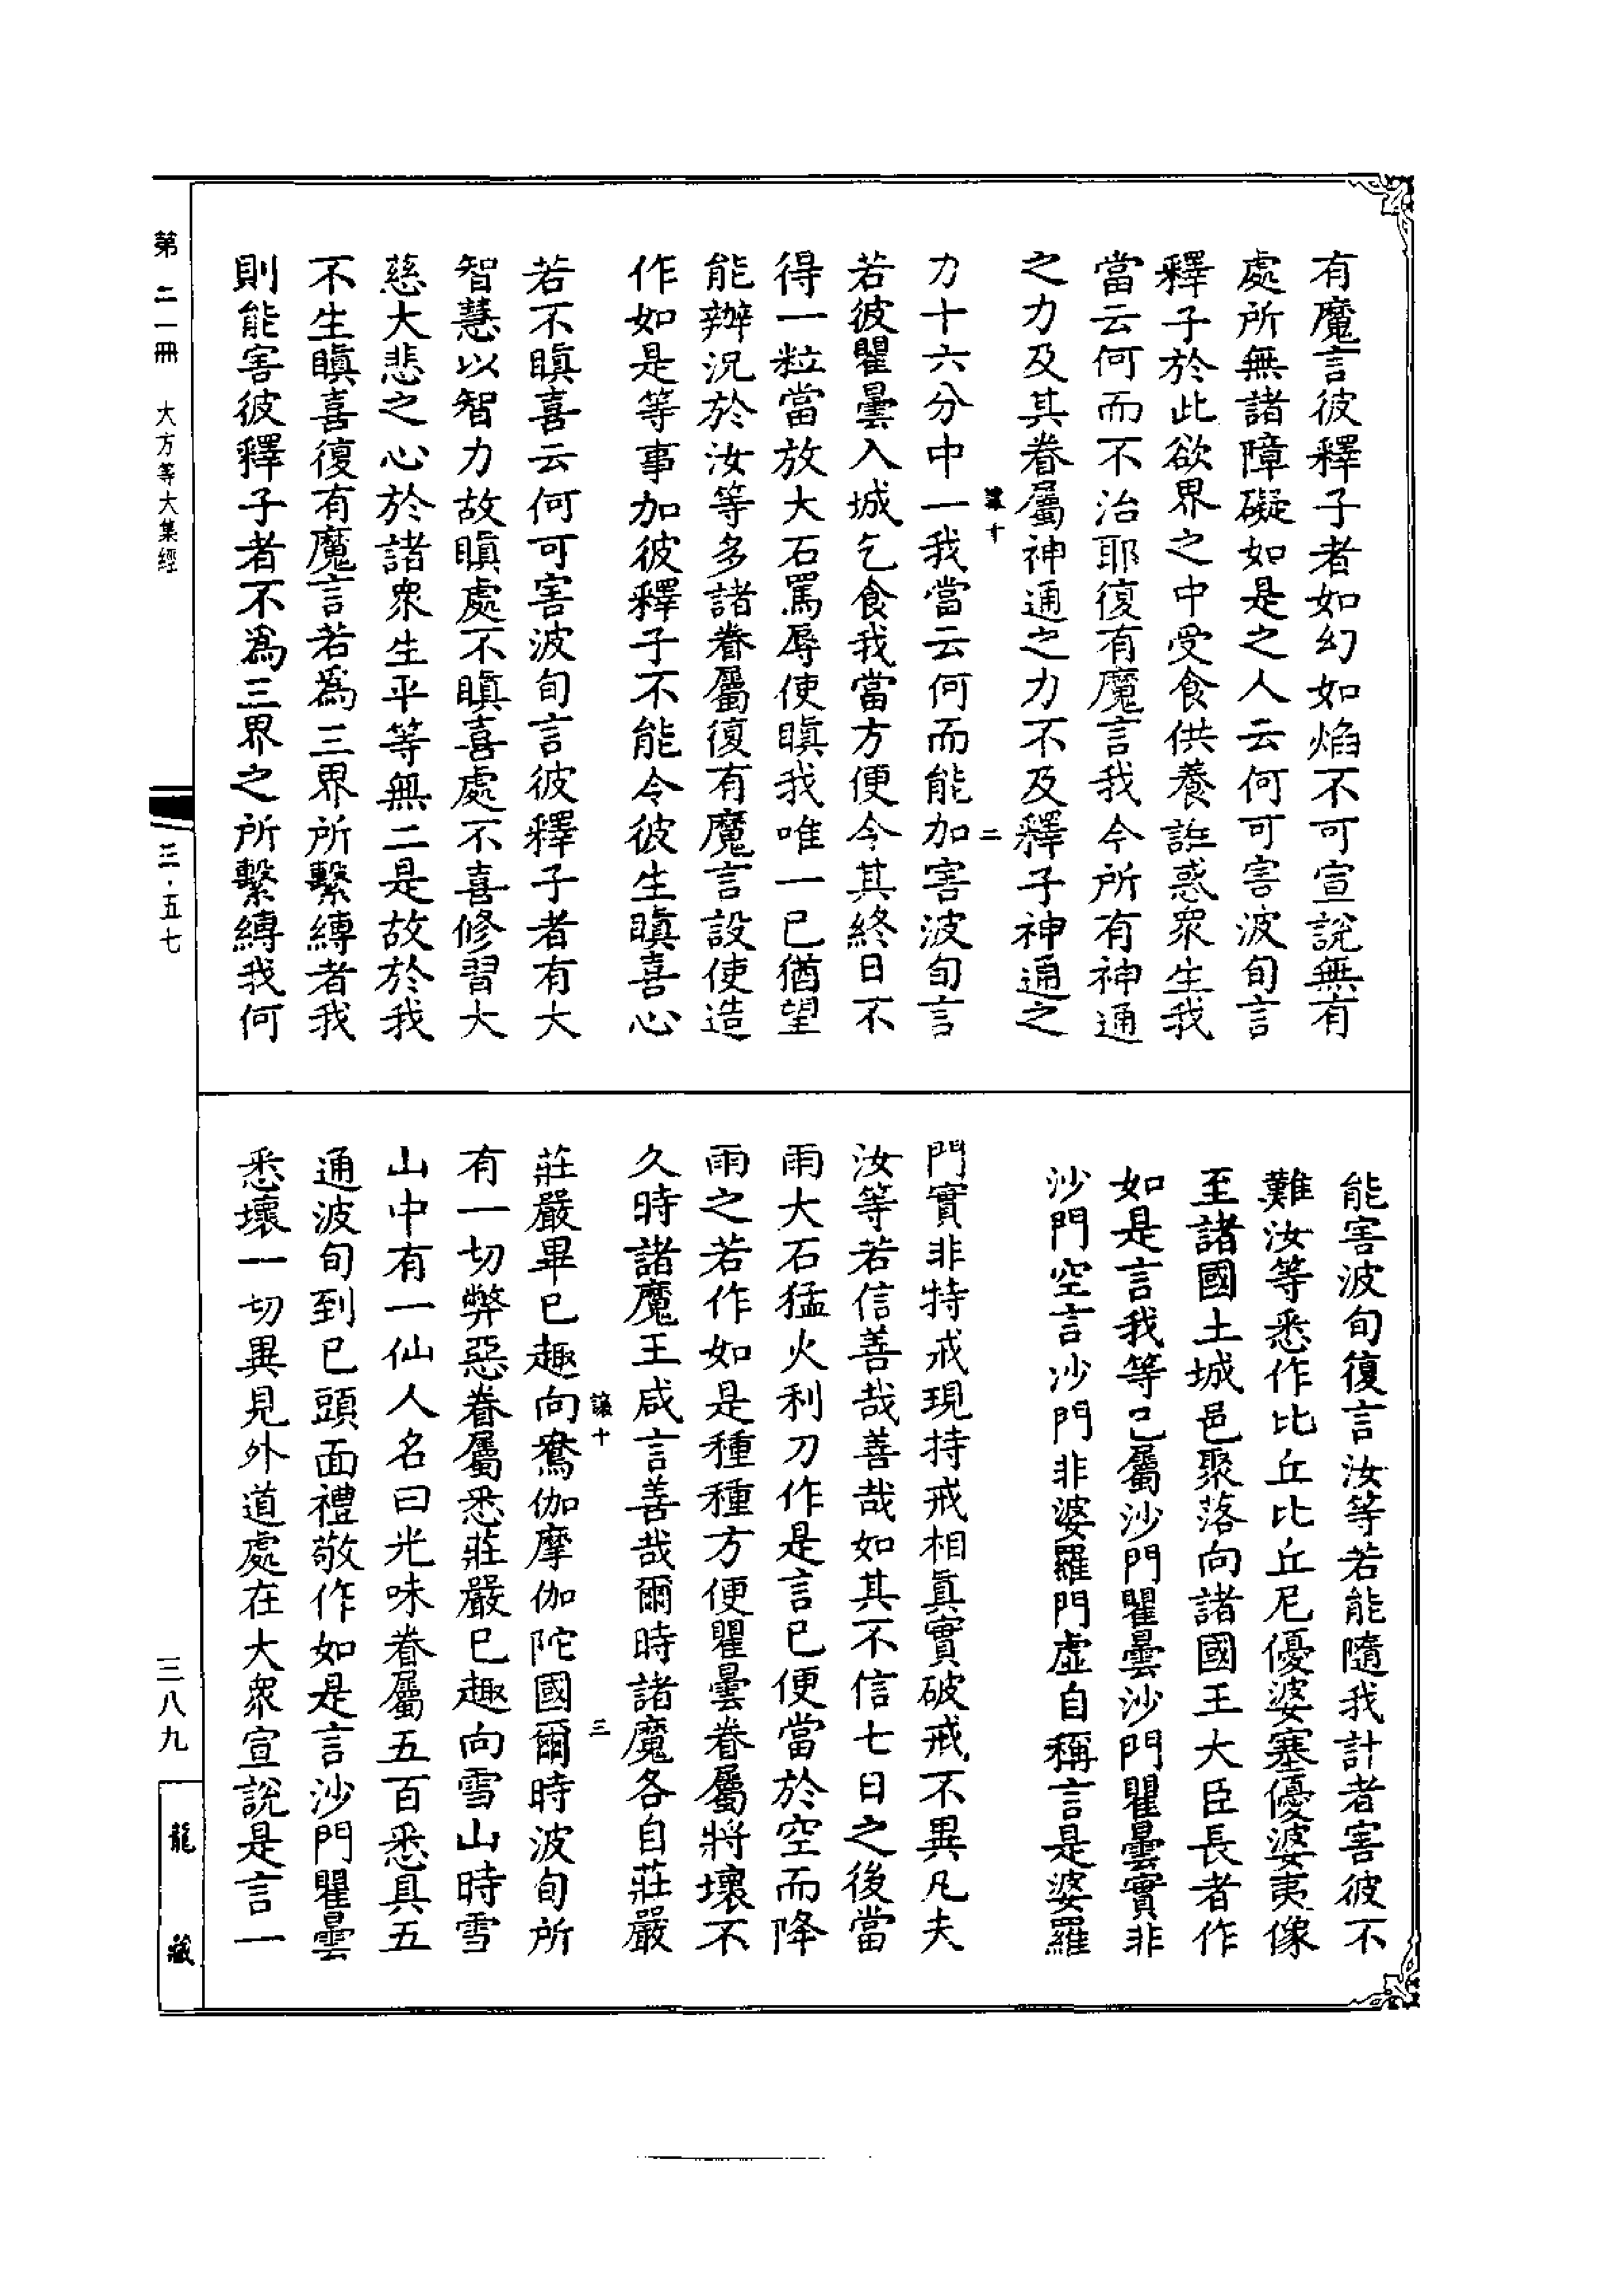 有魔言彼釋子者如幻如焰不可宣說無有
處所無諸障礙如是之人云何可害波旬言
釋子於此欲界之中受食供養誑惑眾生我
當云何而不治耶復有魔言我今所有神通
之力及其眷屬神通之力不及釋子神通之
讓十 二
力十六分中一我當云何而能加害波旬言
若彼瞿曇入城乞食我當方便令其終日不
得一粒當放大石罵辱使瞋我唯一已猶望
能辦況於汝等多諸眷屬復有魔言設使造
作如是等事加彼釋子不能令彼生瞋喜心
若不瞋喜云何可害波旬言彼釋子者有大
智慧以智力故瞋處不瞋喜處不喜修習大
慈大悲之心於諸眾生平等無二是故於我
不生瞋喜復有魔言若為三界所繫縛者我
則能害彼釋子者不為三界之所繫縛我何
能害波旬復言汝等若能隨我計者害彼不
難汝等悉作比丘比丘尼優婆塞優婆夷像
至諸國土城邑聚落向諸國王大臣長者作
如是言我等已屬沙門瞿曇沙門瞿曇實非
沙門空言沙門非婆羅門虛自稱言是婆羅
門實非持戒現持戒相真實破戒不異凡夫
汝等若信善哉善哉如其不信七日之後當
雨大石猛火利刀作是言已便當於空而降
雨之若作如是種種方便瞿曇眷屬將壞不
久時諸魔王咸言善哉爾時諸魔各自莊嚴
讓十 三
莊嚴畢已趣向鴦伽摩伽陀國爾時波旬所
有一切弊惡眷屬悉莊嚴已趣向雪山時雪
山中有一仙人名曰光味眷屬五百悉具五
通波旬到已頭面禮敬作如是言沙門瞿曇
悉壞一切異見外道處在大眾宣說是言一
第二一冊 大方等大集經
三·五七
三八九
龍藏